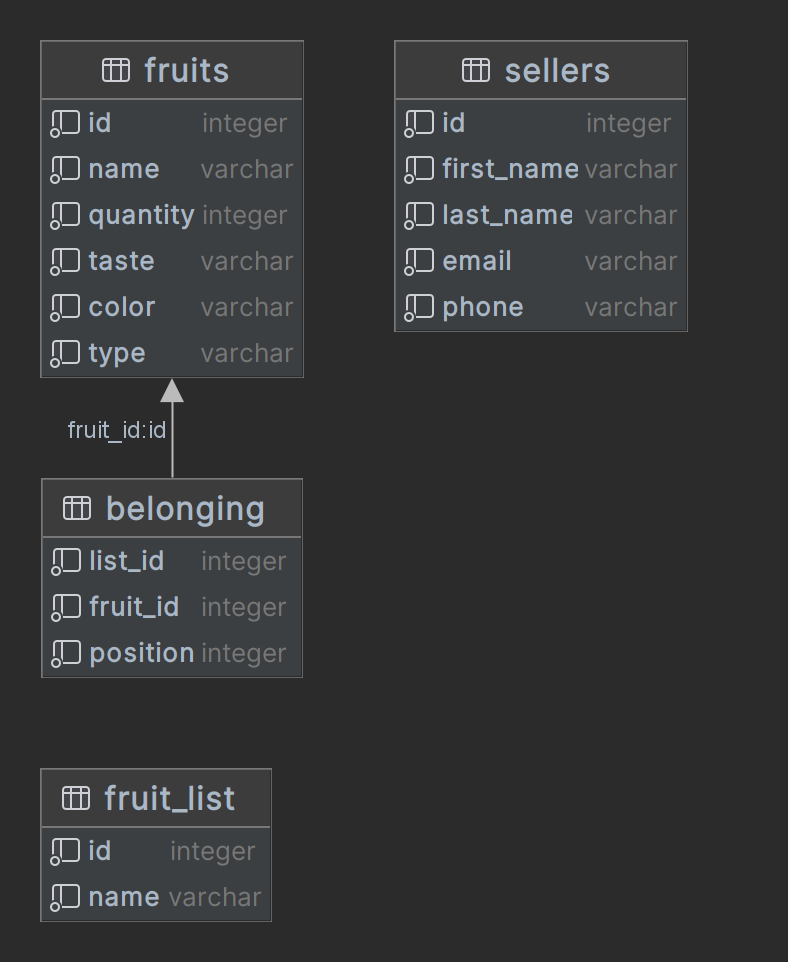 fruits
id integer
name varchar
quantity integer
taste varchar
color varchar
type varchar
sellers
id integer
first_name varchar
last_name varchar
email varchar
phone varchar
fruit_id:id
belonging
list_id integer
fruit_id integer
position integer
fruit_list
id integer
name varchar